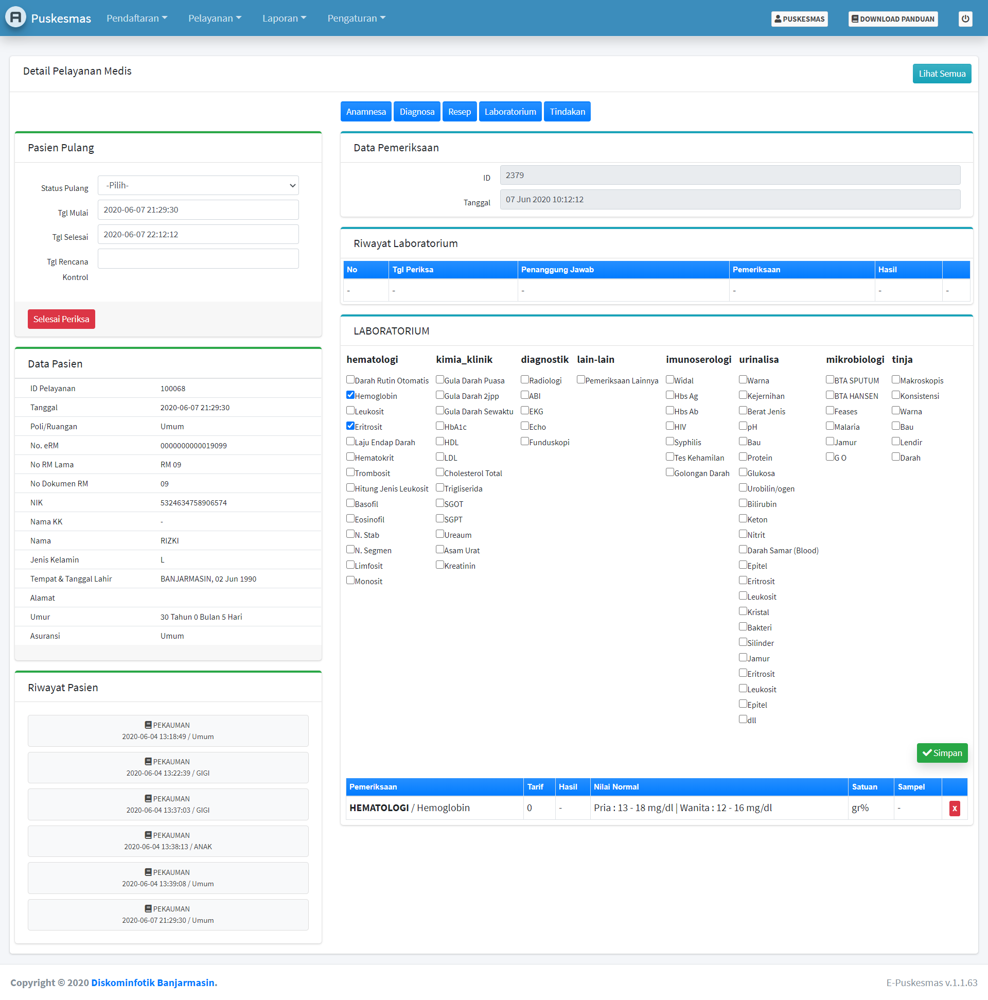 Puskesmas Pendaftaran Pelayanan Laporan Pengaturan PUSKESMAS DOWNLOAD PANDUAN
Detail Pelayanan Medis
Lihat Semua
Anamnesa Diagnosa Resep Laboratorium Tindakan
Pasien Pulang
Status Pulang -Pilih-
Tgl Mulai 2020-06-07 21:29:30
Tgl Selesai 2020-06-07 22:12:12
Tgl Rencana
Kontrol
Selesai Periksa
Data Pasien
ID Pelayanan 100068
Tanggal 2020-06-07 21:29:30
Poli/Ruangan Umum
No. eRM 0000000000019099
No RM Lama RM 09
No Dokumen RM 09
NIK 5324634758906574
Nama KK -
Nama RIZKI
Jenis Kelamin L
Tempat & Tanggal Lahir BANJARMASIN, 02 Jun 1990
Alamat
Umur 30 Tahun 0 Bulan 5 Hari
Asuransi Umum
Riwayat Pasien
PEKAUMAN
2020-06-04 13:18:49 / Umum
PEKAUMAN
2020-06-04 13:22:39 / GIGI
PEKAUMAN
2020-06-04 13:37:03 / GIGI
PEKAUMAN
2020-06-04 13:38:13 / ANAK
PEKAUMAN
2020-06-04 13:39:08 / Umum
PEKAUMAN
2020-06-07 21:29:30 / Umum
Data Pemeriksaan
ID 2379
Tanggal 07 Jun 2020 10:12:12
Riwayat Laboratorium
No Tgl Periksa Penanggung Jawab Pemeriksaan Hasil
- - - - - -
LABORATORIUM
hematologi
Darah Rutin Otomatis
Hemoglobin
Leukosit
Eritrosit
Laju Endap Darah
Hematokrit
Trombosit
Hitung Jenis Leukosit
Basofil
Eosinofil
N. Stab
N. Segmen
Limfosit
Monosit
kimia_klinik
Gula Darah Puasa
Gula Darah 2jpp
Gula Darah Sewaktu
HbA1c
HDL
LDL
Cholesterol Total
Trigliserida
SGOT
SGPT
Ureaum
Asam Urat
Kreatinin
diagnostik
Radiologi
ABI
EKG
Echo
Funduskopi
lain-lain
Pemeriksaan Lainnya
imunoserologi
Widal
Hbs Ag
Hbs Ab
HIV
Syphilis
Tes Kehamilan
Golongan Darah
urinalisa
Warna
Kejernihan
Berat Jenis
pH
Bau
Protein
Glukosa
Urobilin/ogen
Bilirubin
Keton
Nitrit
Darah Samar (Blood)
Epitel
Eritrosit
Leukosit
Kristal
Bakteri
Silinder
Jamur
Eritrosit
Leukosit
Epitel
dll
mikrobiologi
BTA SPUTUM
BTA HANSEN
Feases
Malaria
Jamur
G O
tinja
Makroskopis
Konsistensi
Warna
Bau
Lendir
Darah
Simpan
Pemeriksaan Tarif Hasil Nilai Normal Satuan Sampel
HEMATOLOGI / Hemoglobin 0 - Pria : 13 - 18 mg/dl | Wanita : 12 - 16 mg/dl gr% - x
Copyright © 2020 Diskominfotik Banjarmasin.
E-Puskesmas v.1.1.63